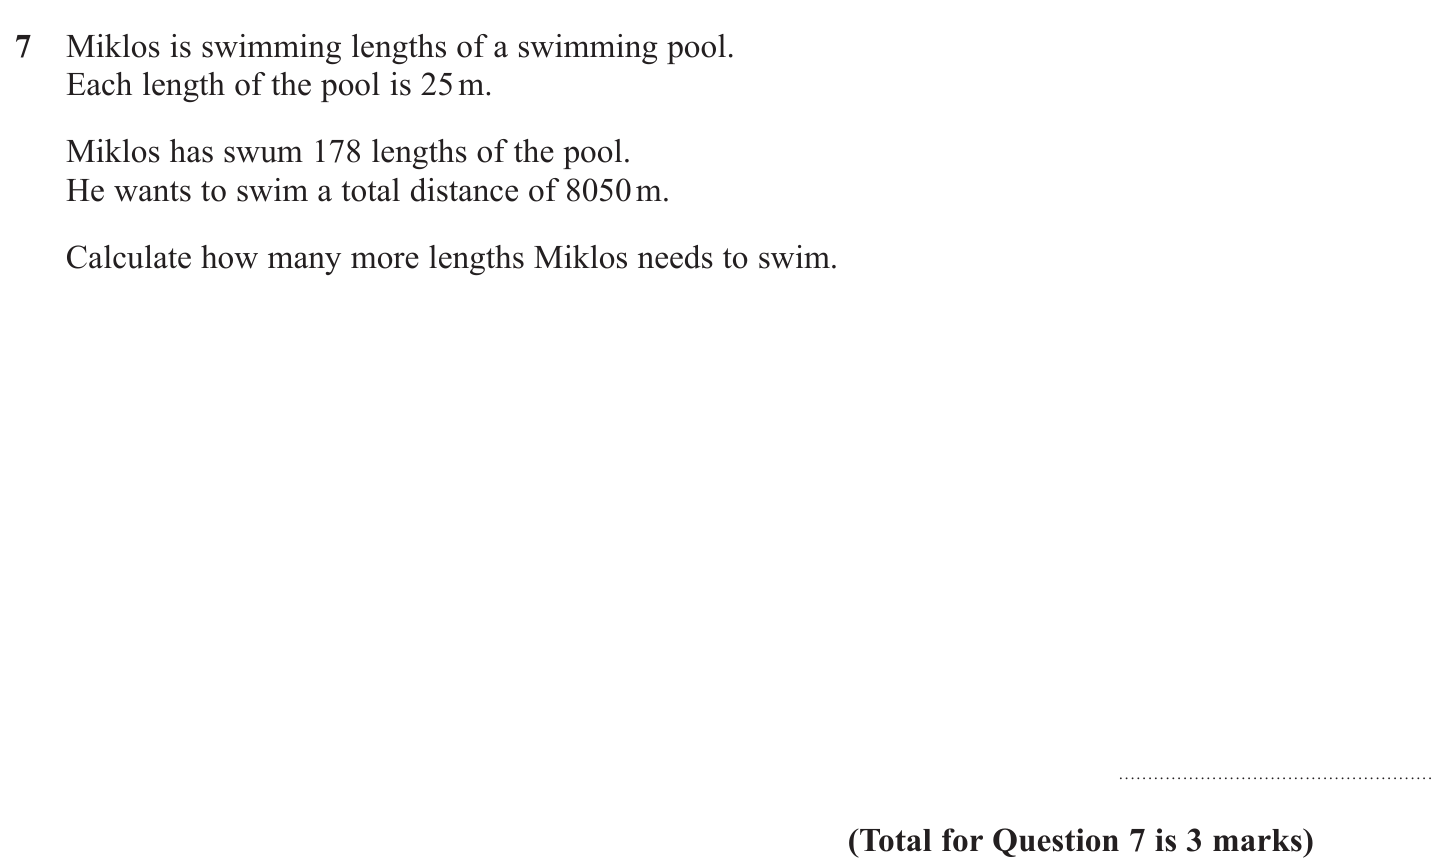 7 Miklos is swimming lengths of a swimming pool.
Each length of the pool is 25 m.
Miklos has swum 178 lengths of the pool.
He wants to swim a total distance of 8050 m.
Calculate how many more lengths Miklos needs to swim.
(Total for Question 7 is 3 marks)